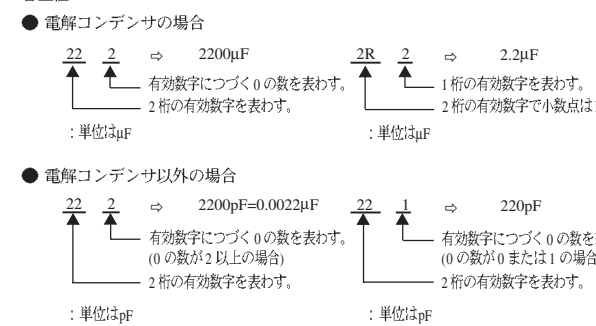 ● 電解コンデンサの場合
22 2 ⇨ 2200μF
有効数字につづく0の数を表わす。
2桁の有効数字を表わす。
：単位はμF
2R 2 ⇨ 2.2μF
1桁の有効数字を表わす。
2桁の有効数字で小数点は
：単位はμF
● 電解コンデンサ以外の場合
22 2 ⇨ 2200pF=0.0022μF
有効数字につづく0の数を表わす。
(0の数が2以上の場合)
2桁の有効数字を表わす。
：単位はpF
22 1 ⇨ 220pF
有効数字につづく0の数を
(0の数が0または1の場合
2桁の有効数字を表わす。
：単位はpF